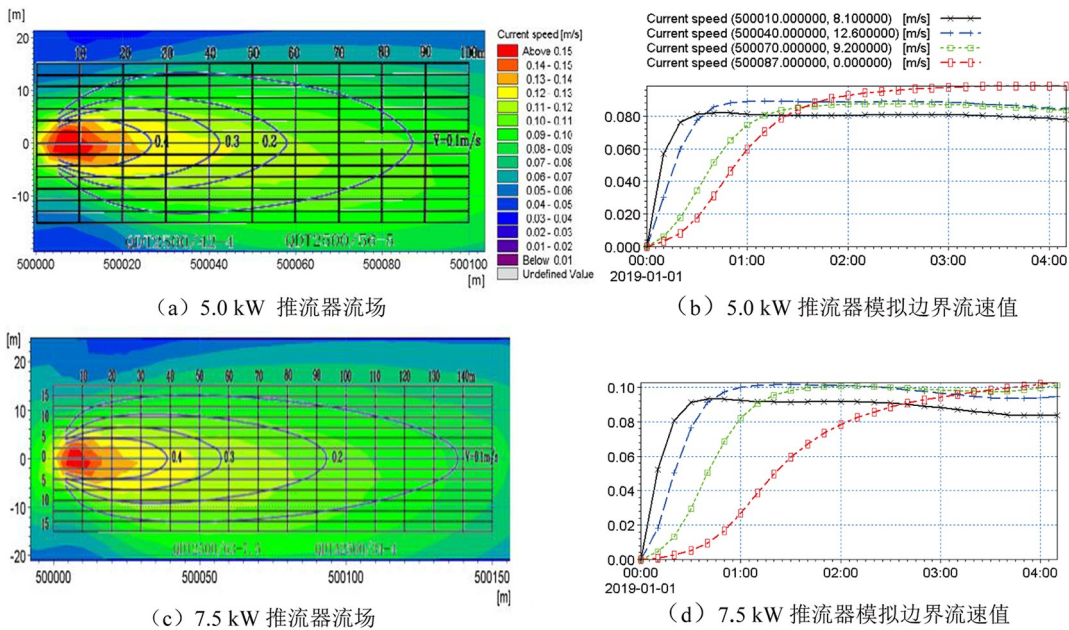 [m]
20
10
0
-10
10 20 30 40 50 60 70 80 90 100m
0.4 0.3 0.2 V=0.1m/s
500000 500020 500040 500060 500080 500100
[m]
Current speed [m/s]
Above 0.15
0.14 - 0.15
0.13 - 0.14
0.12 - 0.13
0.11 - 0.12
0.10 - 0.11
0.09 - 0.10
0.08 - 0.09
0.07 - 0.08
0.06 - 0.07
0.05 - 0.06
0.04 - 0.05
0.03 - 0.04
0.02 - 0.03
0.01 - 0.02
Below 0.01
Undefined Value
(a) 5.0 kW 推流器流场
Current speed (500010.000000, 8.100000) [m/s]
Current speed (500040.000000, 12.600000) [m/s]
Current speed (500070.000000, 9.200000) [m/s]
Current speed (500087.000000, 0.000000) [m/s]
0.080
0.060
0.040
0.020
0.000
00:00 01:00 02:00 03:00 04:00
2019-01-01
(b) 5.0 kW 推流器模拟边界流速值
[m]
20
10
0
-10
-20
10 20 30 40 50 60 70 80 90 100 110 120 130 140m
15
10
5
0
5
10
15
0.4 0.3 0.2 V=0.1m/s
500000 500050 500100 500150
[m]
(c) 7.5 kW 推流器流场
0.10
0.08
0.06
0.04
0.02
0.00
00:00 01:00 02:00 03:00 04:00
2019-01-01
(d) 7.5 kW 推流器模拟边界流速值